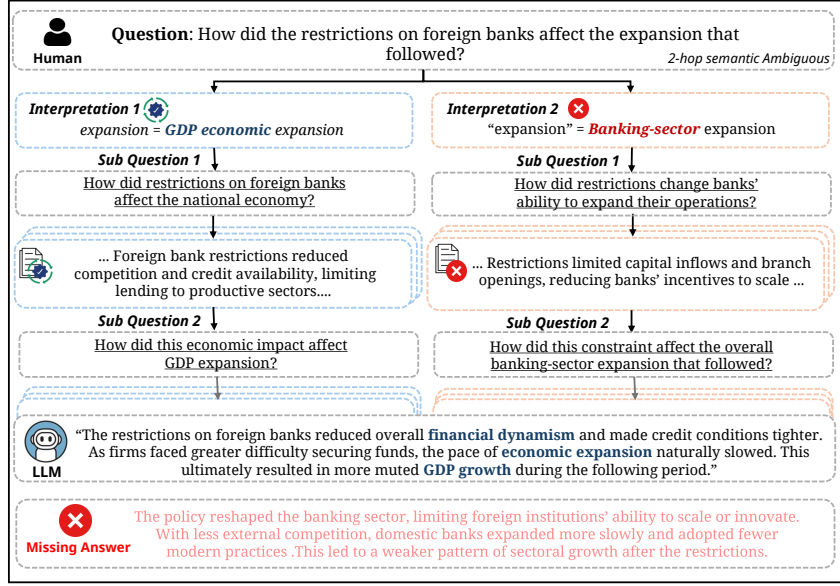 Question: How did the restrictions on foreign banks affect the expansion that
followed?
Human
2-hop semantic Ambiguous
Interpretation 1
expansion = GDP economic expansion
Sub Question 1
How did restrictions on foreign banks
affect the national economy?
... Foreign bank restrictions reduced
competition and credit availability, limiting
lending to productive sectors....
Sub Question 2
How did this economic impact affect
GDP expansion?
Interpretation 2
“expansion” = Banking-sector expansion
Sub Question 1
How did restrictions change banks’
ability to expand their operations?
... Restrictions limited capital inflows and branch
openings, reducing banks’ incentives to scale ...
Sub Question 2
How did this constraint affect the overall
banking-sector expansion that followed?
“The restrictions on foreign banks reduced overall financial dynamism and made credit conditions tighter.
As firms faced greater difficulty securing funds, the pace of economic expansion naturally slowed. This
ultimately resulted in more muted GDP growth during the following period.”
LLM
The policy reshaped the banking sector, limiting foreign institutions’ ability to scale or innovate.
With less external competition, domestic banks expanded more slowly and adopted fewer
modern practices .This led to a weaker pattern of sectoral growth after the restrictions.
Missing Answer